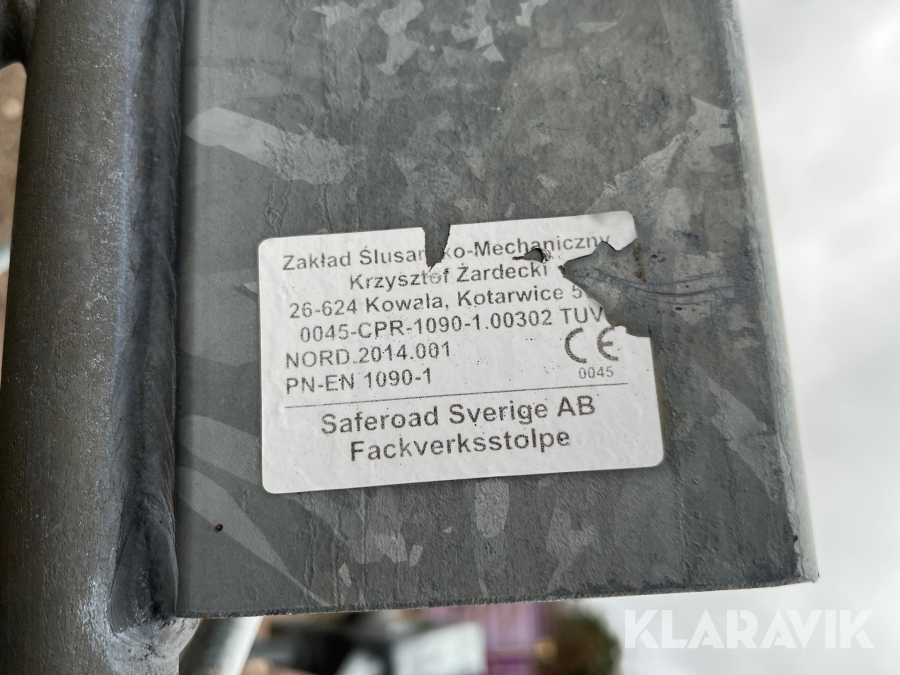 Zakład -Mechaniczny
Krzysztof Żardecki
26-624 Kowala, Kotarwice
0045-CPR-1090-1.00302 TUV
NORD.2014.001
PN-EN 1090-1
CE
0045
Saferoad Sverige AB
Fackverksstolpe
KLARAVIK